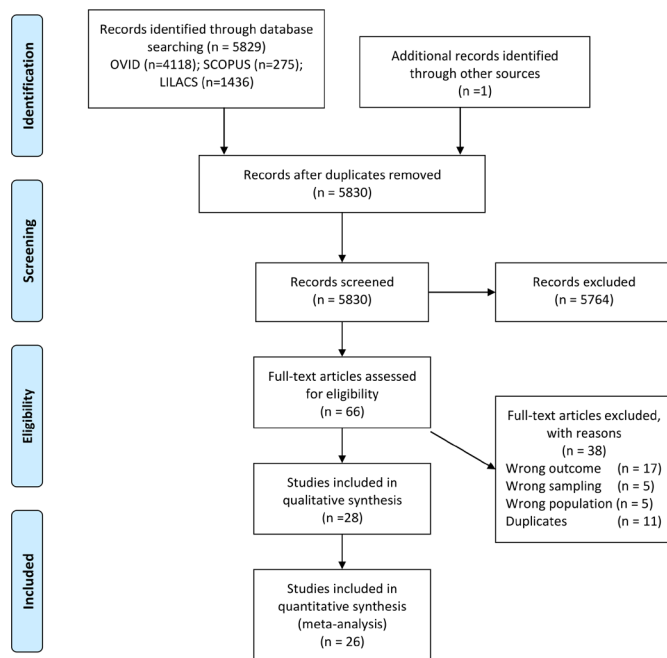 Identification
Records identified through database
searching (n = 5829)
OVID (n=4118); SCOPUS (n=275);
LILACS (n=1436)
Additional records identified
through other sources
(n =1)
Records after duplicates removed
(n = 5830)
Screening
Records screened
(n = 5830)
Records excluded
(n = 5764)
Eligibility
Full-text articles assessed
for eligibility
(n = 66)
Full-text articles excluded,
with reasons
(n = 38)
Wrong outcome (n = 17)
Wrong sampling (n = 5)
Wrong population (n = 5)
Duplicates (n = 11)
Studies included in
qualitative synthesis
(n =28)
Included
Studies included in
quantitative synthesis
(meta-analysis)
(n = 26)